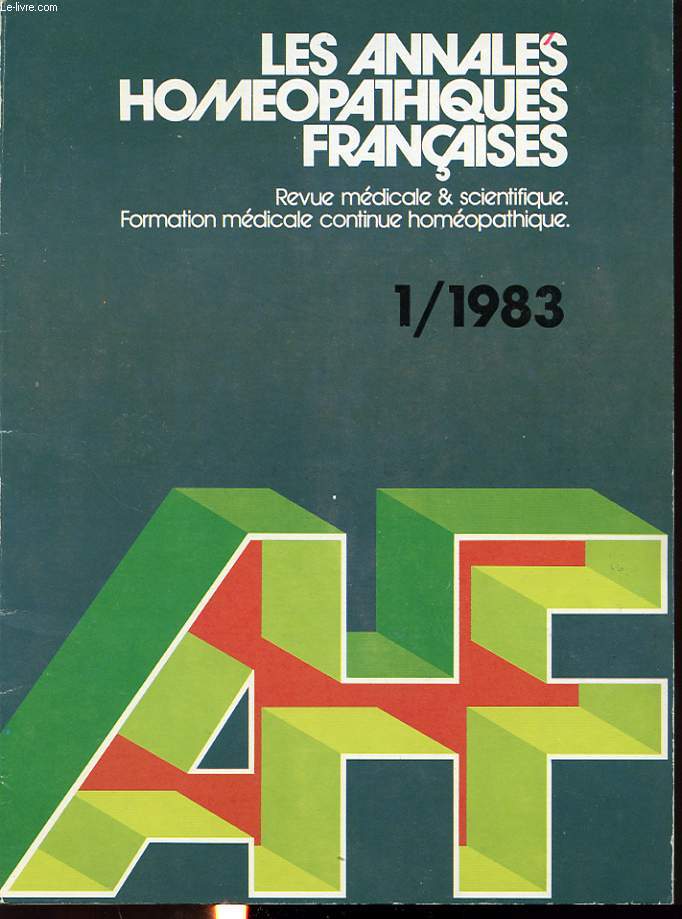 Le-livre.com
LES ANNALES
HOMEOPATHIQUES
FRANÇAISES
Revue médicale & scientifique.
Formation médicale continue homéopathique.
1/1983
AHF